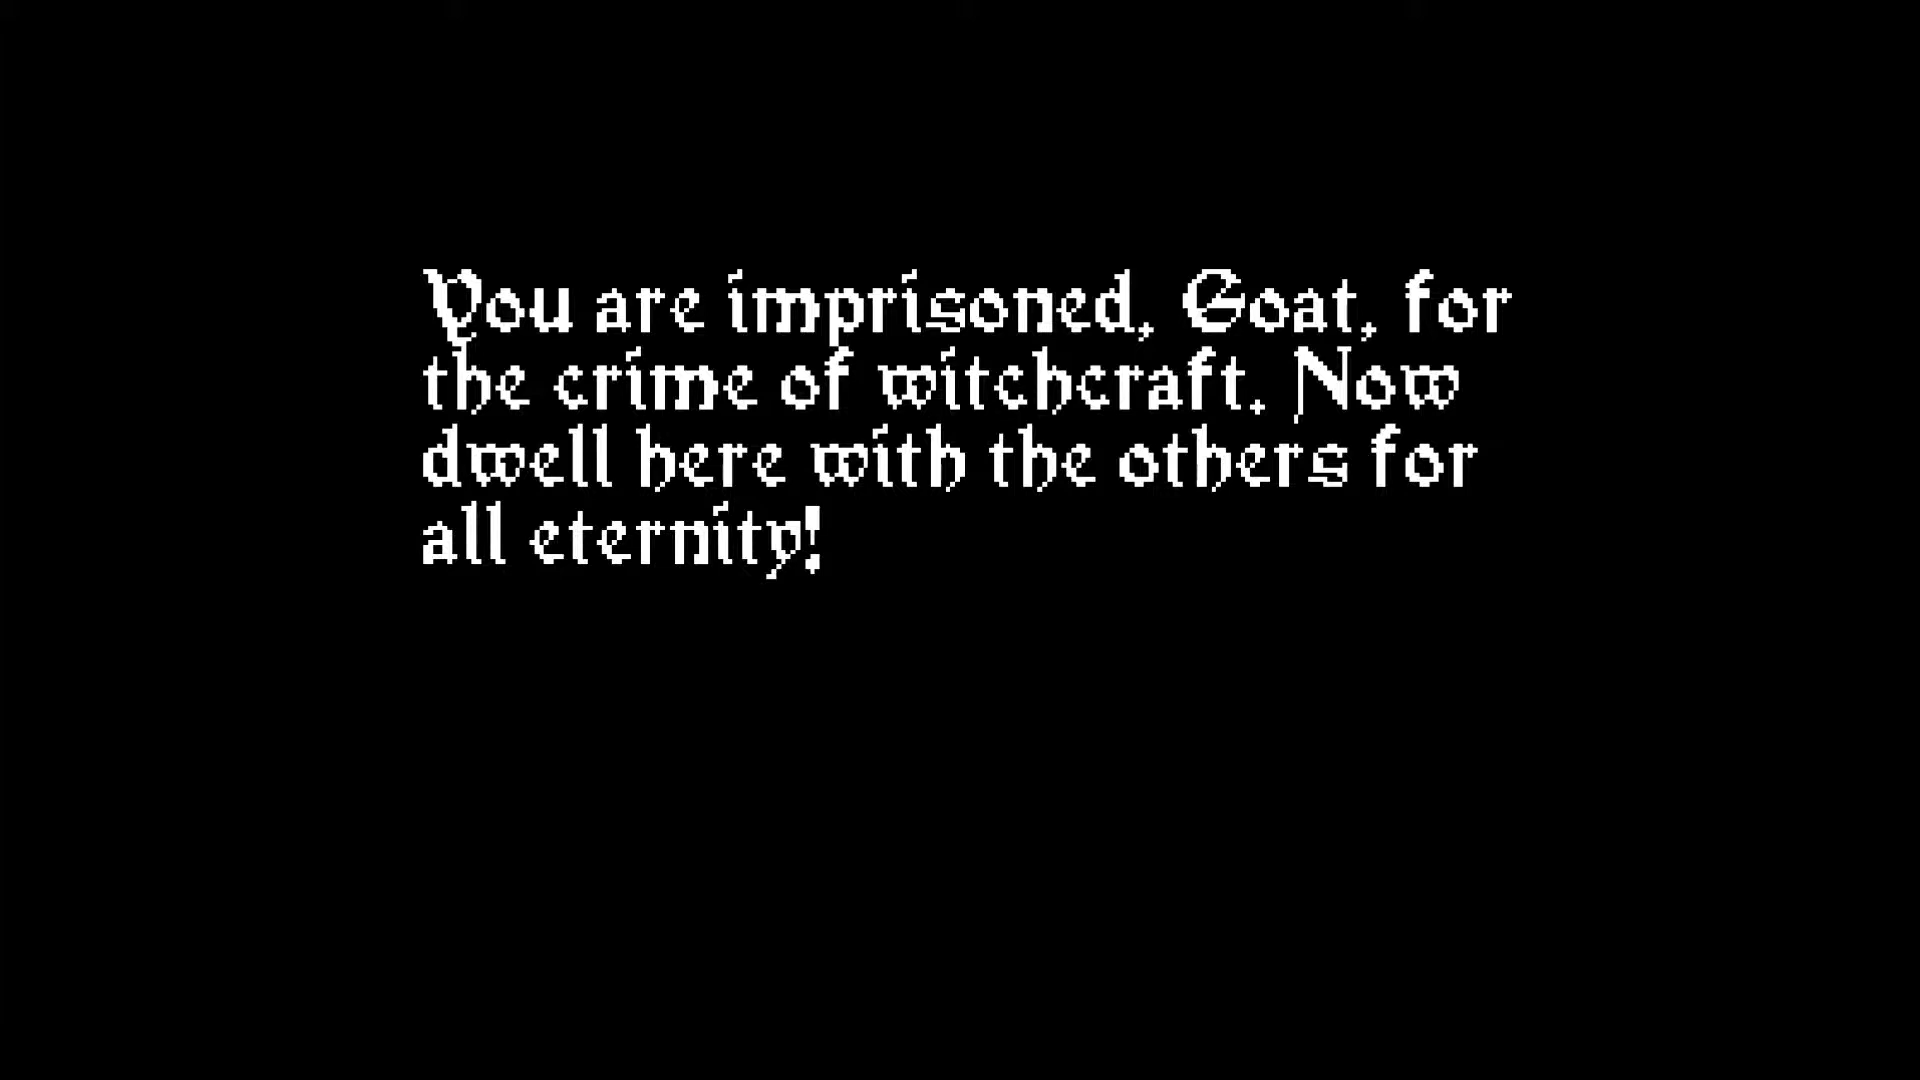 You are imprisoned, Goat, for
the crime of witchcraft. Now
dwell here with the others for
all eternity!